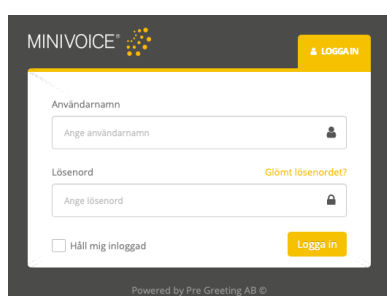 MINIVOICE®
LOGGA IN
Användarnamn
Ange användarnamn
Lösenord Glömt lösenordet?
Ange lösenord
Håll mig inloggad Logga in
Powered by Pre Greeting AB ©